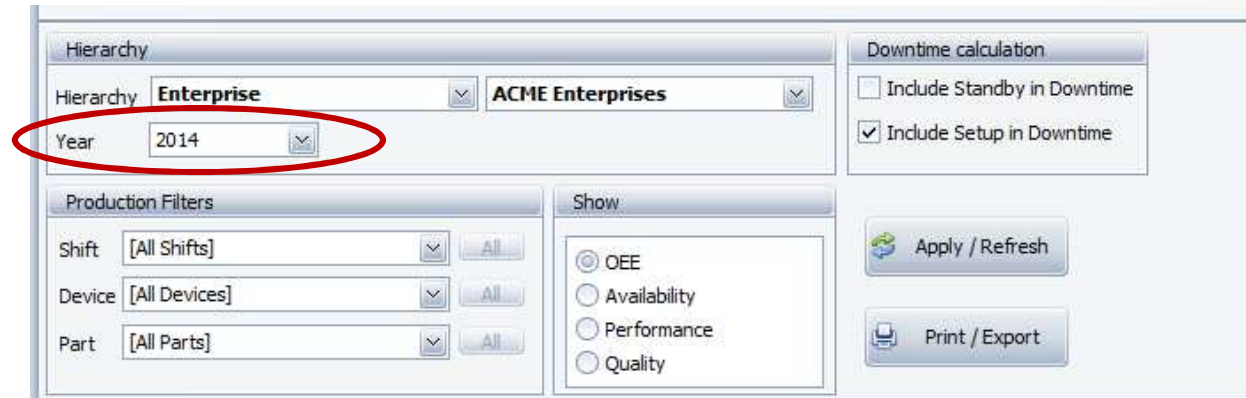 Hierarchy
Hierarchy Enterprise ACME Enterprises
Year 2014
Downtime calculation
Include Standby in Downtime
Include Setup in Downtime
Production Filters
Shift [All Shifts] All
Device [All Devices] All
Part [All Parts] All
Show
OEE
Availability
Performance
Quality
Apply / Refresh
Print / Export